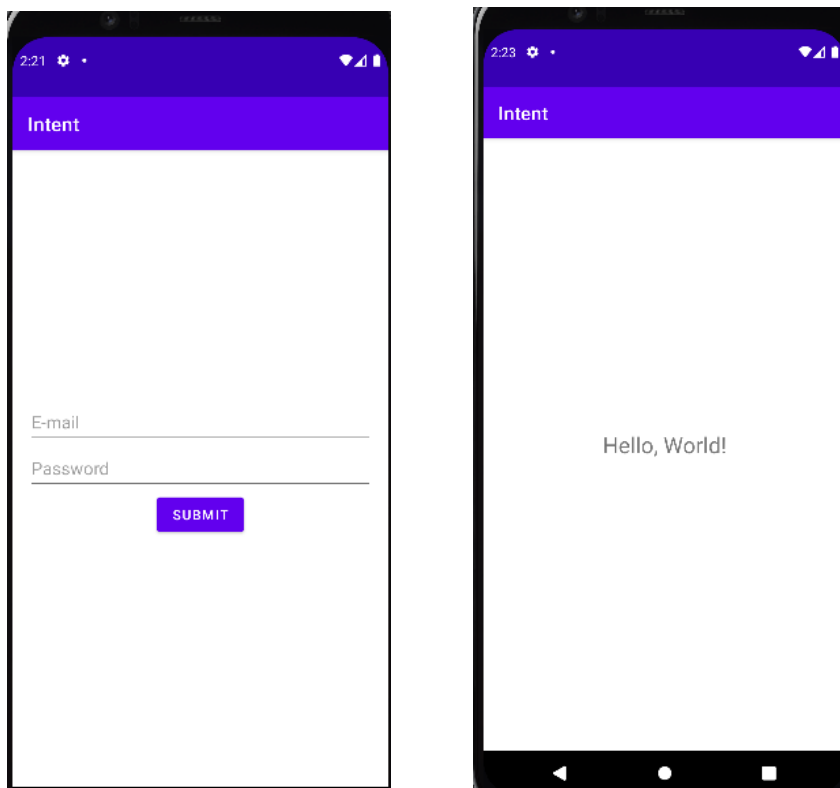 2:21
Intent
E-mail
Password
SUBMIT
2:23
Intent
Hello, World!